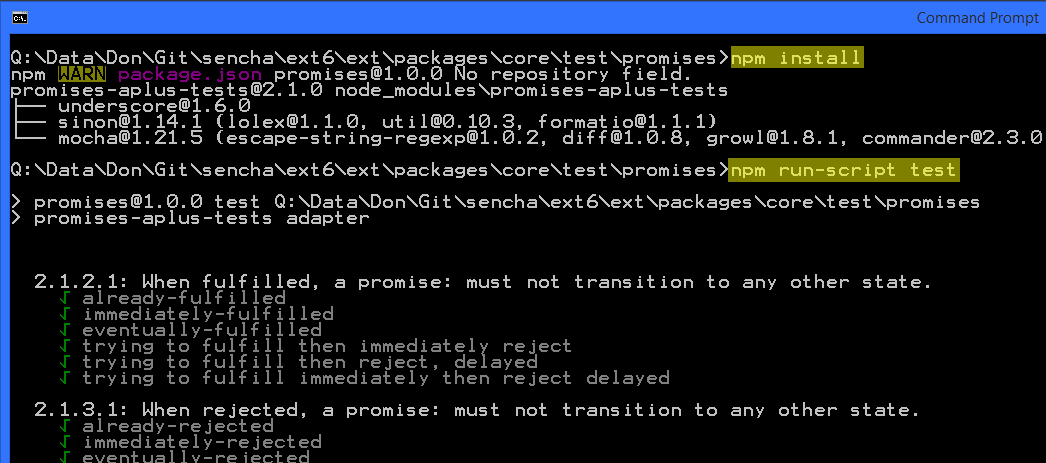 Command Prompt
Q:\Data\Don\Git\sencha\ext6\ext\packages\core\test\promises>npm install
npm WARN package.json promises@1.0.0 No repository field.
promises-aplus-tests@2.1.0 node_modules\promises-aplus-tests
├── underscore@1.6.0
├── sinon@1.14.1 (lolex@1.1.0, util@0.10.3, formatio@1.1.1)
└── mocha@1.21.5 (escape-string-regexp@1.0.2, diff@1.0.8, growl@1.8.1, commander@2.3.0
Q:\Data\Don\Git\sencha\ext6\ext\packages\core\test\promises>npm run-script test
> promises@1.0.0 test Q:\Data\Don\Git\sencha\ext6\ext\packages\core\test\promises
> promises-aplus-tests adapter
2.1.2.1: When fulfilled, a promise: must not transition to any other state.
√ already-fulfilled
√ immediately-fulfilled
√ eventually-fulfilled
√ trying to fulfill then immediately reject
√ trying to fulfill then reject, delayed
√ trying to fulfill immediately then reject delayed
2.1.3.1: When rejected, a promise: must not transition to any other state.
√ already-rejected
√ immediately-rejected
√ eventually-rejected